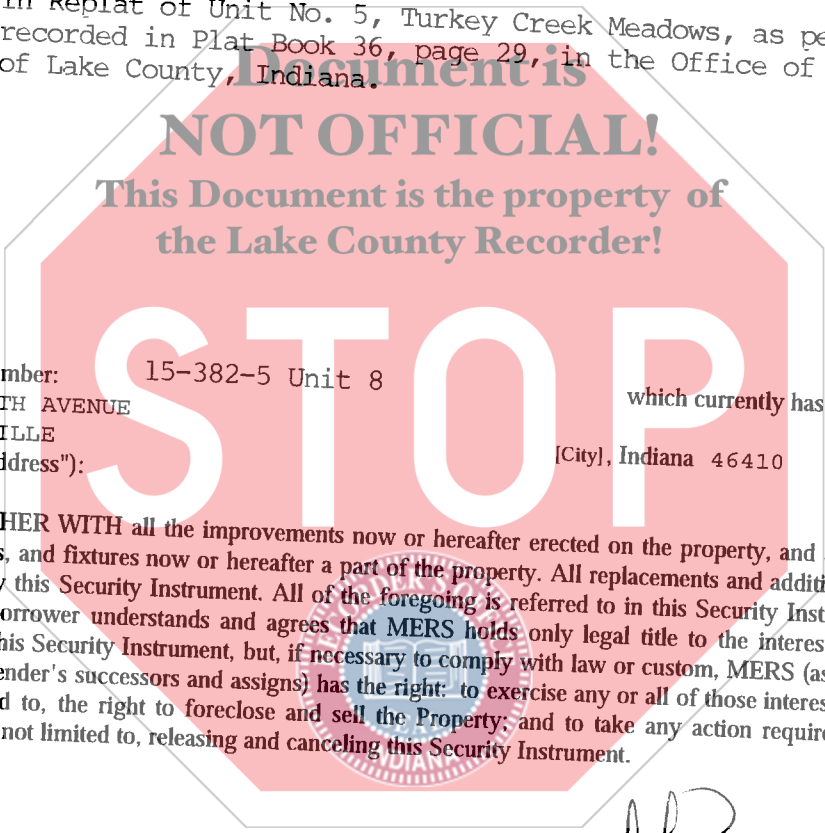 in Replat of Unit No. 5, Turkey Creek Meadows, as pe
recorded in Plat Book 36, page 29, in the Office of
of Lake County, Indiana.
Document is
NOT OFFICIAL!
This Document is the property of
the Lake County Recorder!
STOP
mber: 15-382-5 Unit 8 which currently has
TH AVENUE
ILLE [City], Indiana 46410
ddress"):
HER WITH all the improvements now or hereafter erected on the property, and
s, and fixtures now or hereafter a part of the property. All replacements and additi
y this Security Instrument. All of the foregoing is referred to in this Security Inst
orrower understands and agrees that MERS holds only legal title to the interes
his Security Instrument, but, if necessary to comply with law or custom, MERS (as
ender's successors and assigns) has the right: to exercise any or all of those interes
d to, the right to foreclose and sell the Property; and to take any action require
not limited to, releasing and canceling this Security Instrument.
INDIANA